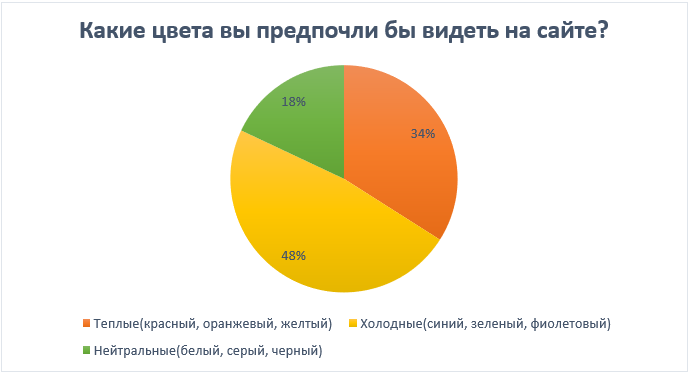 Какие цвета вы предпочли бы видеть на сайте?
18%
34%
48%
Теплые(красный, оранжевый, желтый)
Холодные(синий, зеленый, фиолетовый)
Нейтральные(белый, серый, черный)